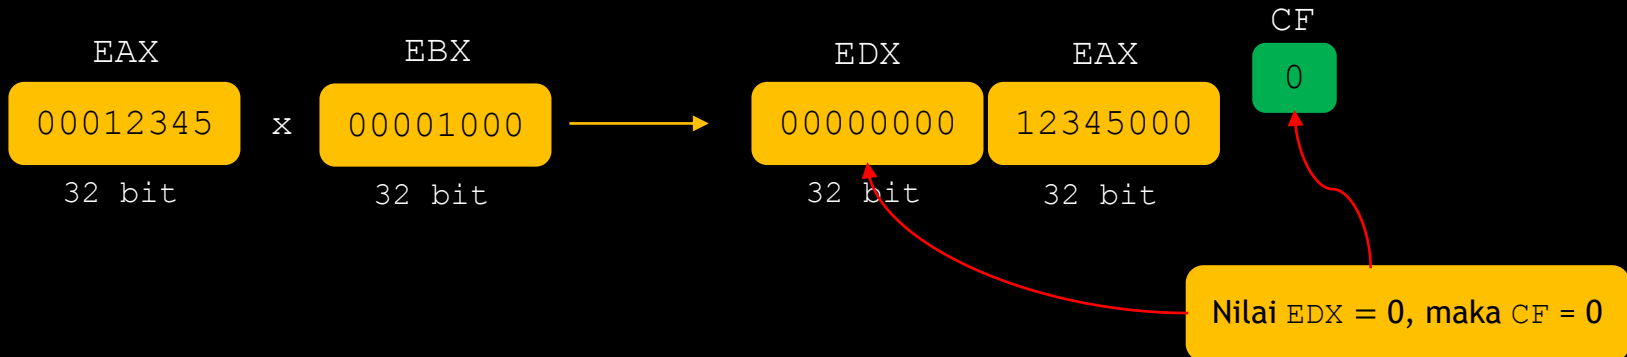 EAX
EBX
EDX
EAX
CF
00012345
x
00001000
00000000
12345000
0
32 bit
32 bit
32 bit
32 bit
Nilai EDX = 0, maka CF = 0